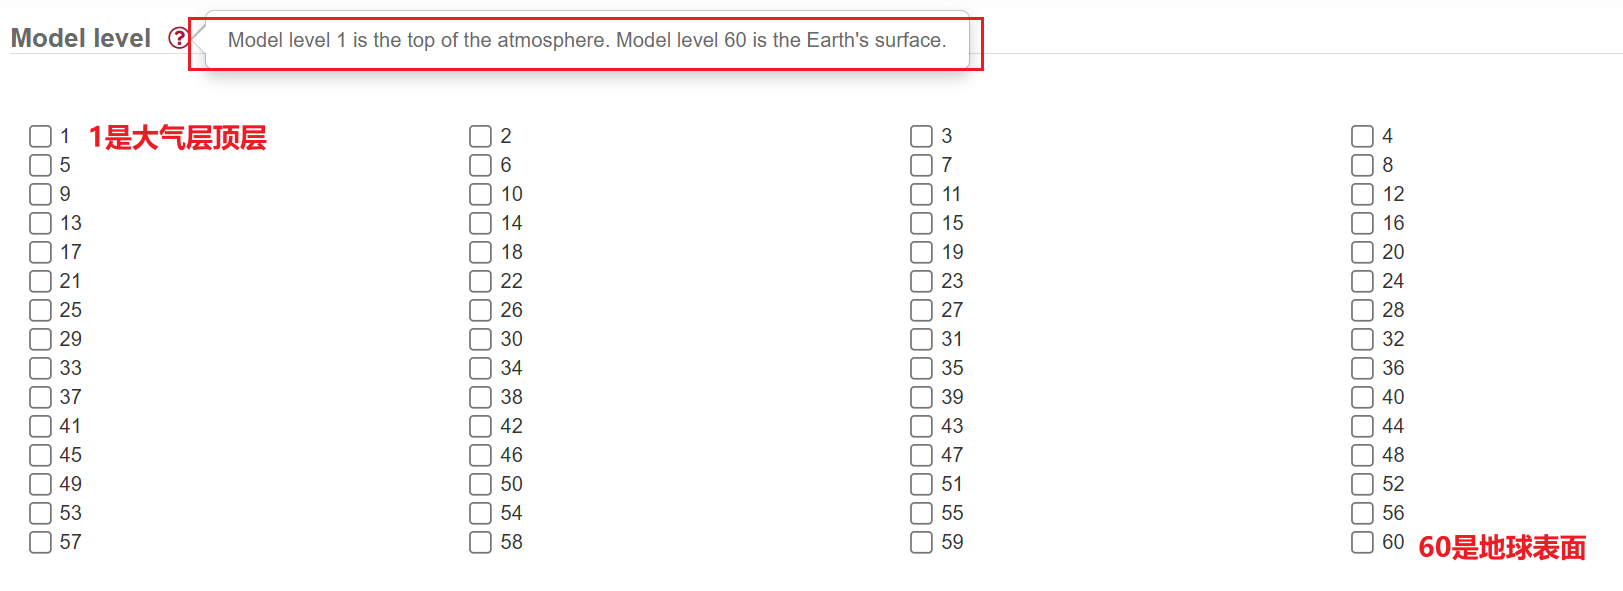 Model level ? Model level 1 is the top of the atmosphere. Model level 60 is the Earth's surface.
1 1是大气层顶层 2 3 4
5 6 7 8
9 10 11 12
13 14 15 16
17 18 19 20
21 22 23 24
25 26 27 28
29 30 31 32
33 34 35 36
37 38 39 40
41 42 43 44
45 46 47 48
49 50 51 52
53 54 55 56
57 58 59 60 60是地球表面